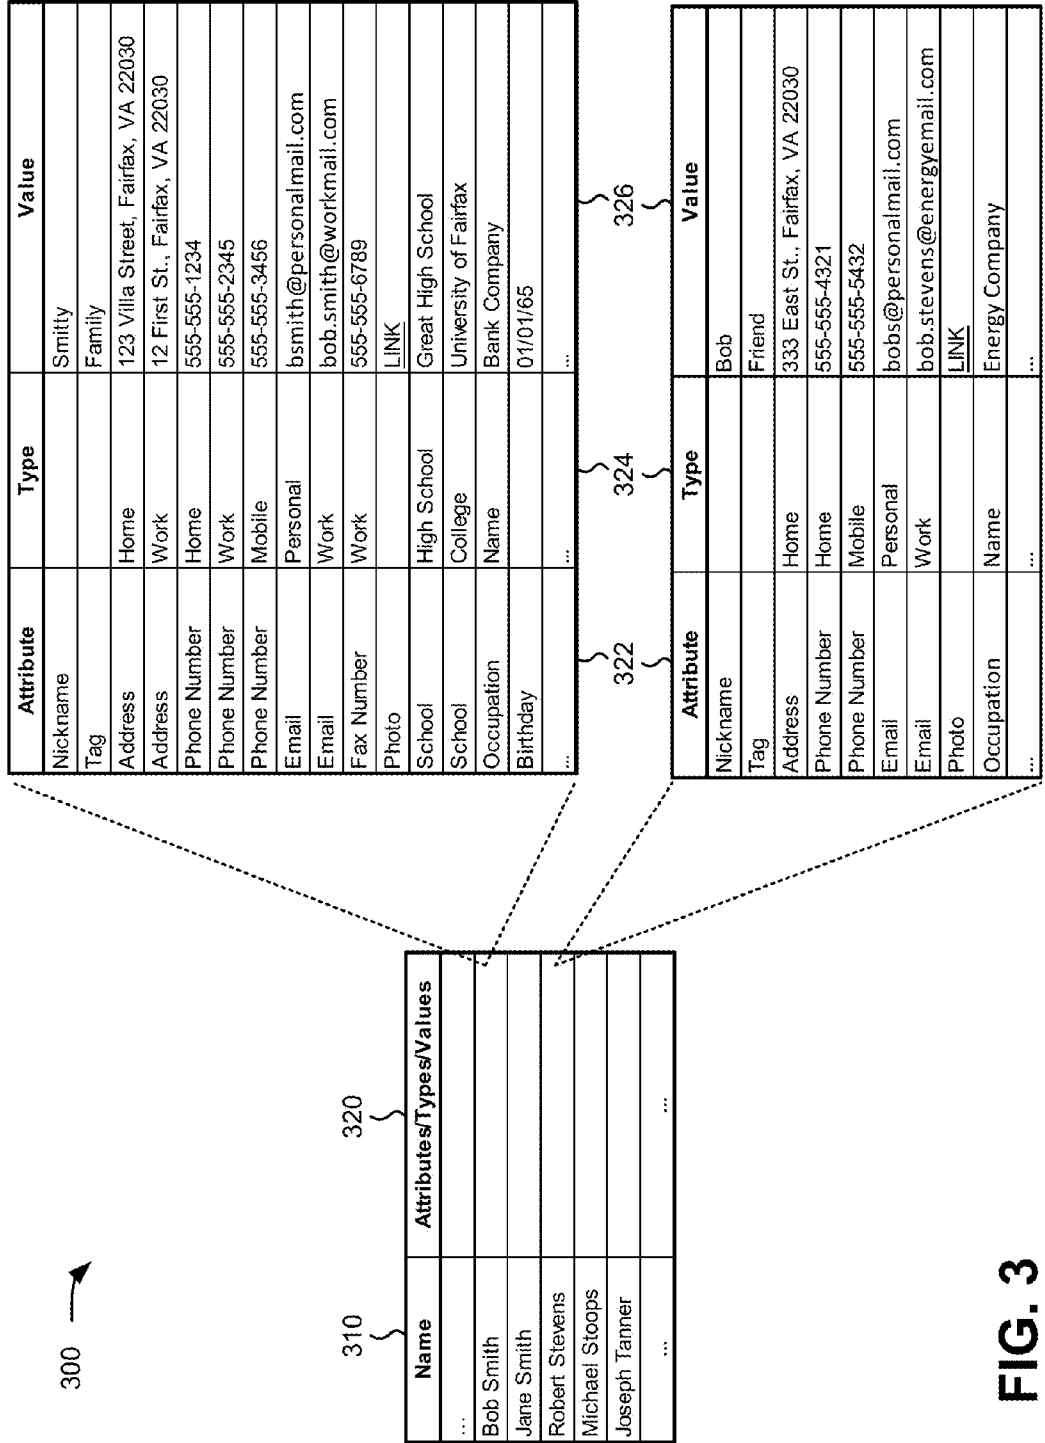 300
310
320
Name Attributes/Types/Values
...
Bob Smith
Jane Smith
Robert Stevens
Michael Stoops
Joseph Tanner
... ...
Attribute Type Value
Nickname Smitty
Tag Family
Address Home 123 Villa Street, Fairfax, VA 22030
Address Work 12 First St., Fairfax, VA 22030
Phone Number Home 555-555-1234
Phone Number Work 555-555-2345
Phone Number Mobile 555-555-3456
Email Personal bsmith@personalmail.com
Email Work bob.smith@workmail.com
Fax Number Work 555-555-6789
Photo LINK
School High School Great High School
School College University of Fairfax
Occupation Name Bank Company
Birthday 01/01/65
... ... ...
322 324 326
Attribute Type Value
Nickname Bob
Tag Friend
Address Home 333 East St., Fairfax, VA 22030
Phone Number Home 555-555-4321
Phone Number Mobile 555-555-5432
Email Personal bobs@personalmail.com
Email Work bob.stevens@energyemail.com
Photo LINK
Occupation Name Energy Company
... ... ...
FIG. 3